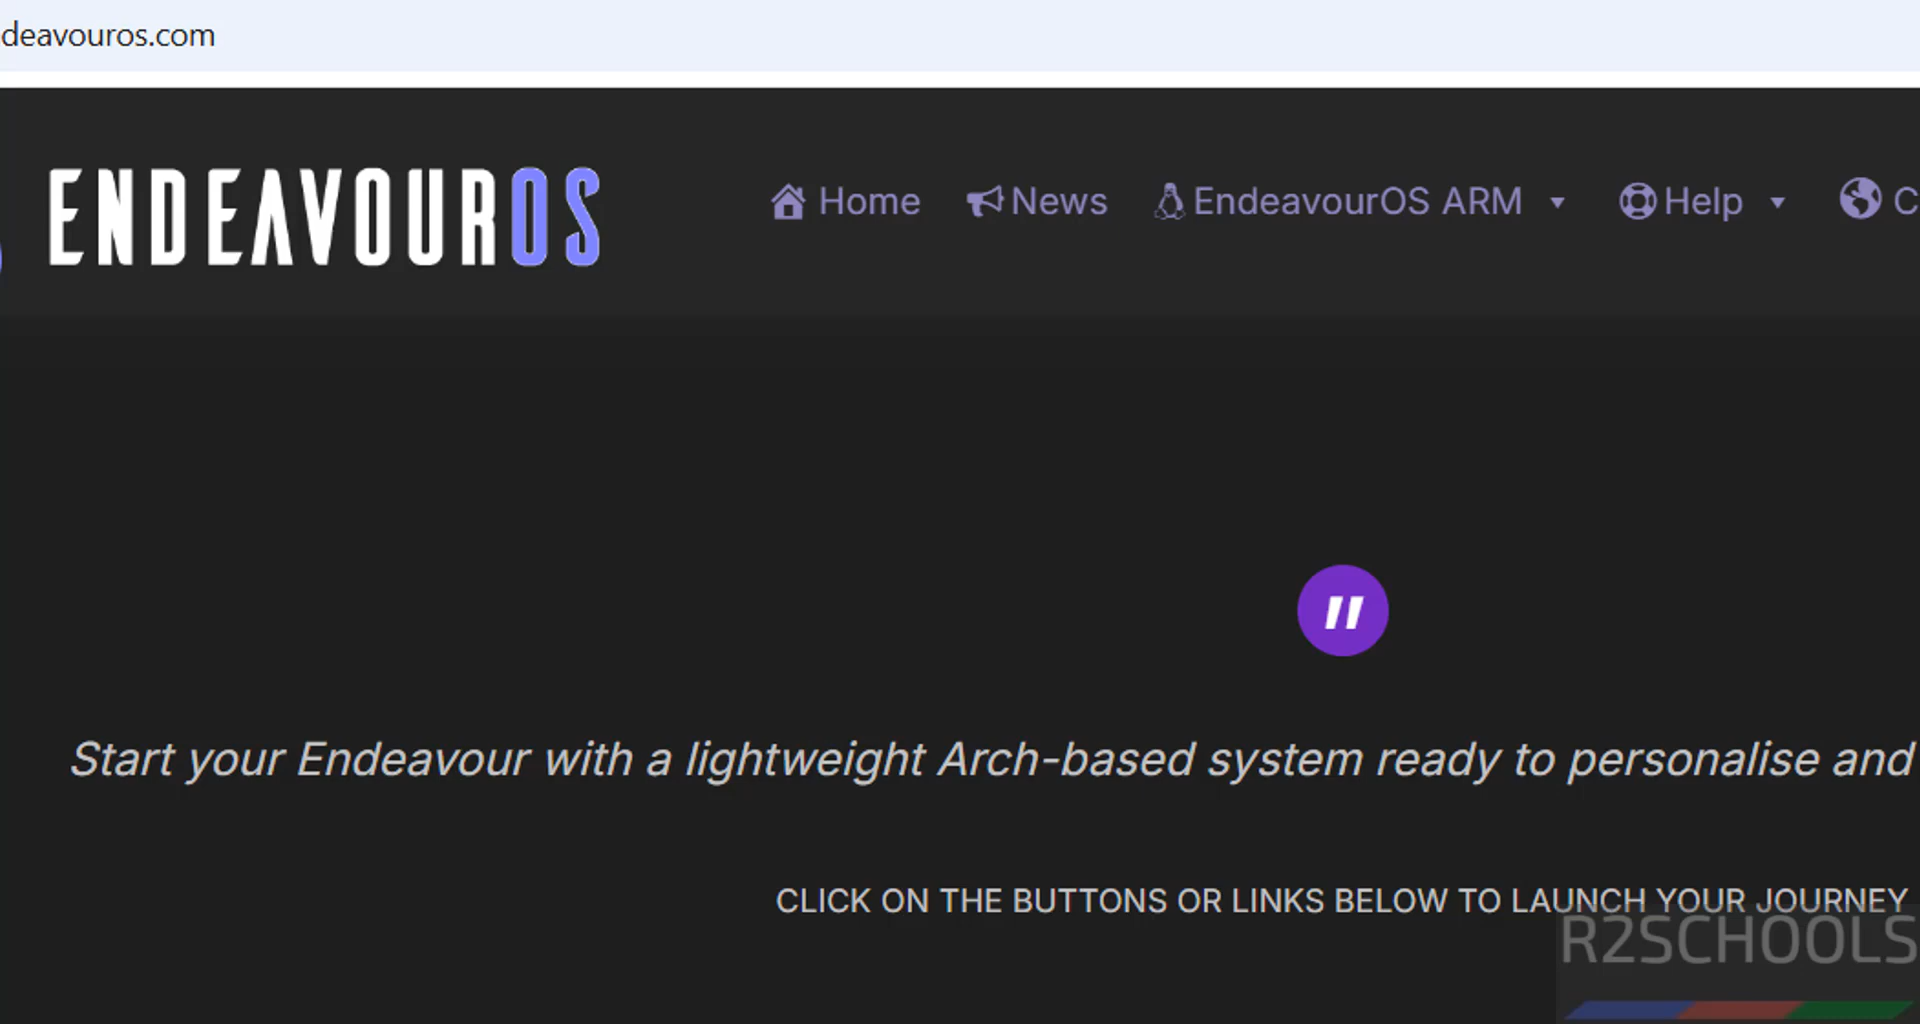 deavouros.com
ENDEAVOUROS
Home News EndeavourOS ARM Help C
"
Start your Endeavour with a lightweight Arch-based system ready to personalise and
CLICK ON THE BUTTONS OR LINKS BELOW TO LAUNCH YOUR JOURNEY
R2SCHOOLS